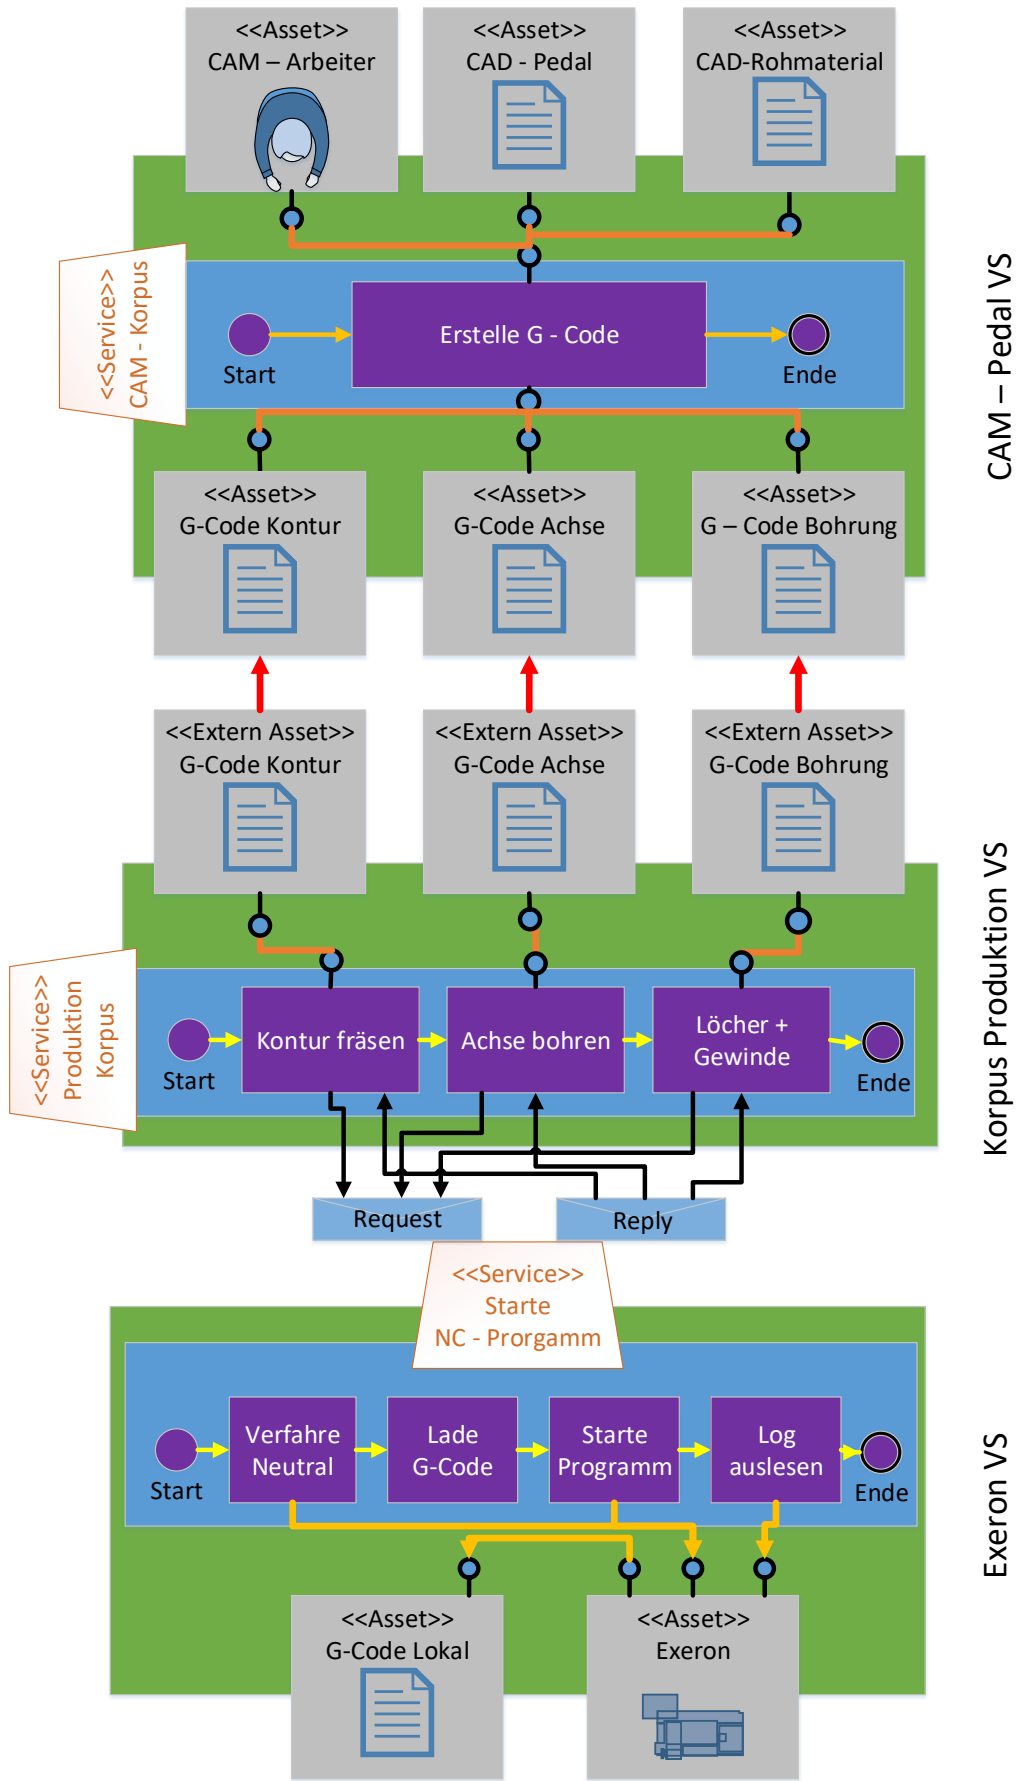 <<Asset>>
CAM – Arbeiter
<<Asset>>
CAD - Pedal
<<Asset>>
CAD-Rohmaterial
<<Service>>
CAM - Korpus
Start
Erstelle G - Code
Ende
CAM – Pedal VS
<<Asset>>
G-Code Kontur
<<Asset>>
G-Code Achse
<<Asset>>
G – Code Bohrung
<<Extern Asset>>
G-Code Kontur
<<Extern Asset>>
G-Code Achse
<<Extern Asset>>
G-Code Bohrung
<<Service>>
Produktion
Korpus
Start
Kontur fräsen
Achse bohren
Löcher +
Gewinde
Ende
Korpus Produktion VS
Request
Reply
<<Service>>
Starte
NC - Prorgamm
Start
Verfahre
Neutral
Lade
G-Code
Starte
Programm
Log
auslesen
Ende
Exeron VS
<<Asset>>
G-Code Lokal
<<Asset>>
Exeron